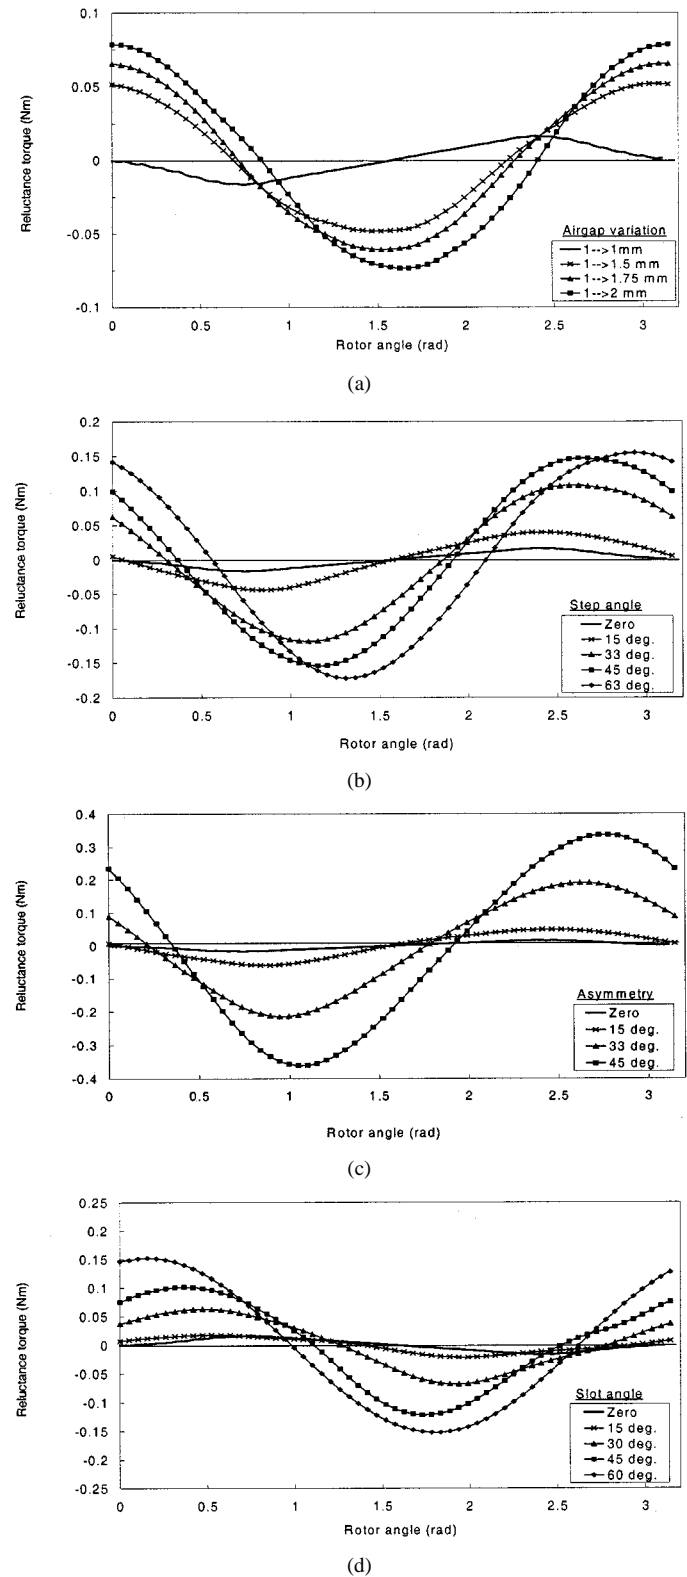 0.1
0.05
0
-0.05
-0.1
Reluctance torque (Nm)
Airgap variation
1-->1mm
1-->1.5 mm
1-->1.75 mm
1-->2 mm
0 0.5 1 1.5 2 2.5 3
Rotor angle (rad)
(a)
0.2
0.15
0.1
0.05
0
-0.05
-0.1
-0.15
-0.2
Reluctance torque (Nm)
Step angle
Zero
15 deg.
33 deg.
45 deg.
63 deg.
0 0.5 1 1.5 2 2.5 3
Rotor angle (rad)
(b)
0.4
0.3
0.2
0.1
0
-0.1
-0.2
-0.3
-0.4
Reluctance torque (Nm)
Asymmetry
Zero
15 deg.
33 deg.
45 deg.
0 0.5 1 1.5 2 2.5 3
Rotor angle (rad)
(c)
0.25
0.2
0.15
0.1
0.05
0
-0.05
-0.1
-0.15
-0.2
-0.25
Reluctance torque (Nm)
Slot angle
Zero
15 deg.
30 deg.
45 deg.
60 deg.
0 0.5 1 1.5 2 2.5 3
Rotor angle (rad)
(d)